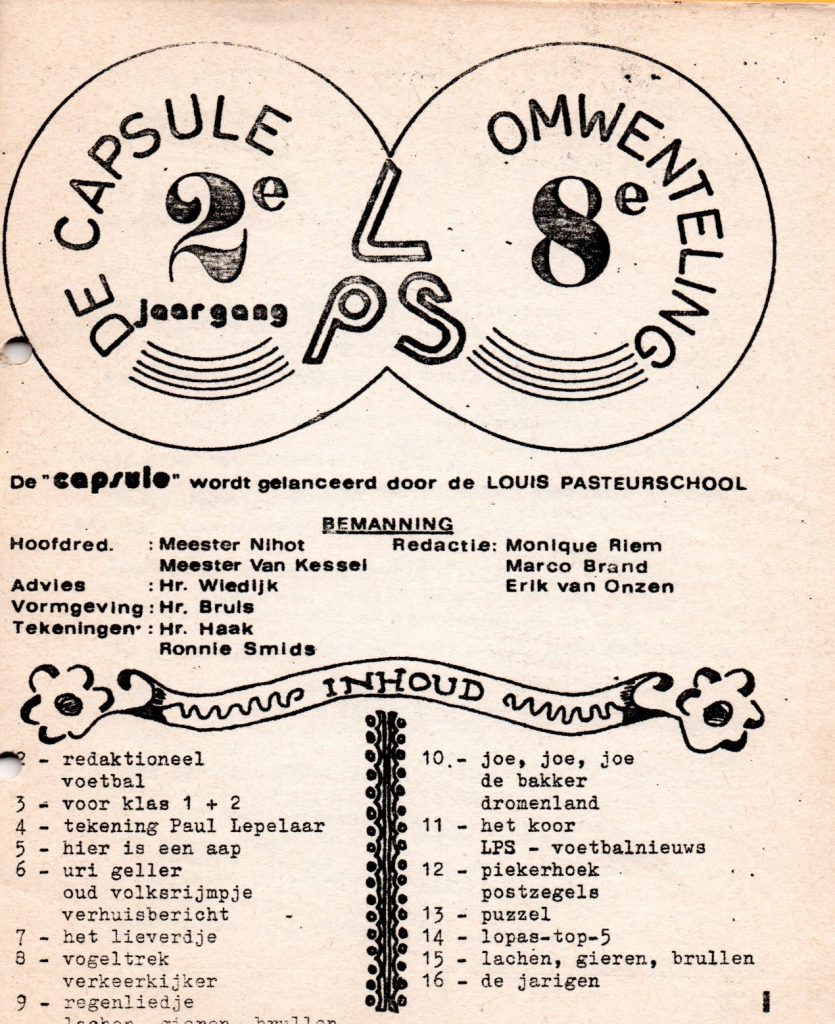 DE CAPSULE
2e
jaargang
LPS
OMWENTELING
8e
De "capsule" wordt gelanceerd door de LOUIS PASTEURSCHOOL
BEMANNING
Hoofdred. : Meester Nihot Redactie: Monique Riem
Meester Van Kessel Marco Brand
Advies : Hr. Wiedijk Erik van Onzen
Vormgeving : Hr. Bruis
Tekeningen : Hr. Haak
Ronnie Smids
INHOUD
2 - redaktioneel
voetbal
3 - voor klas 1 + 2
4 - tekening Paul Lepelaar
5 - hier is een aap
6 - uri geller
oud volksrijmpje
verhuisbericht
7 - het lieverdje
8 - vogeltrek
verkeerkijker
9 - regenliedje
lachen, gieren, brullen
10.- joe, joe, joe
de bakker
dromenland
11 - het koor
LPS - voetbalnieuws
12 - piekerhoek
postzegels
13 - puzzel
14 - lopas-top-5
15 - lachen, gieren, brullen
16 - de jarigen